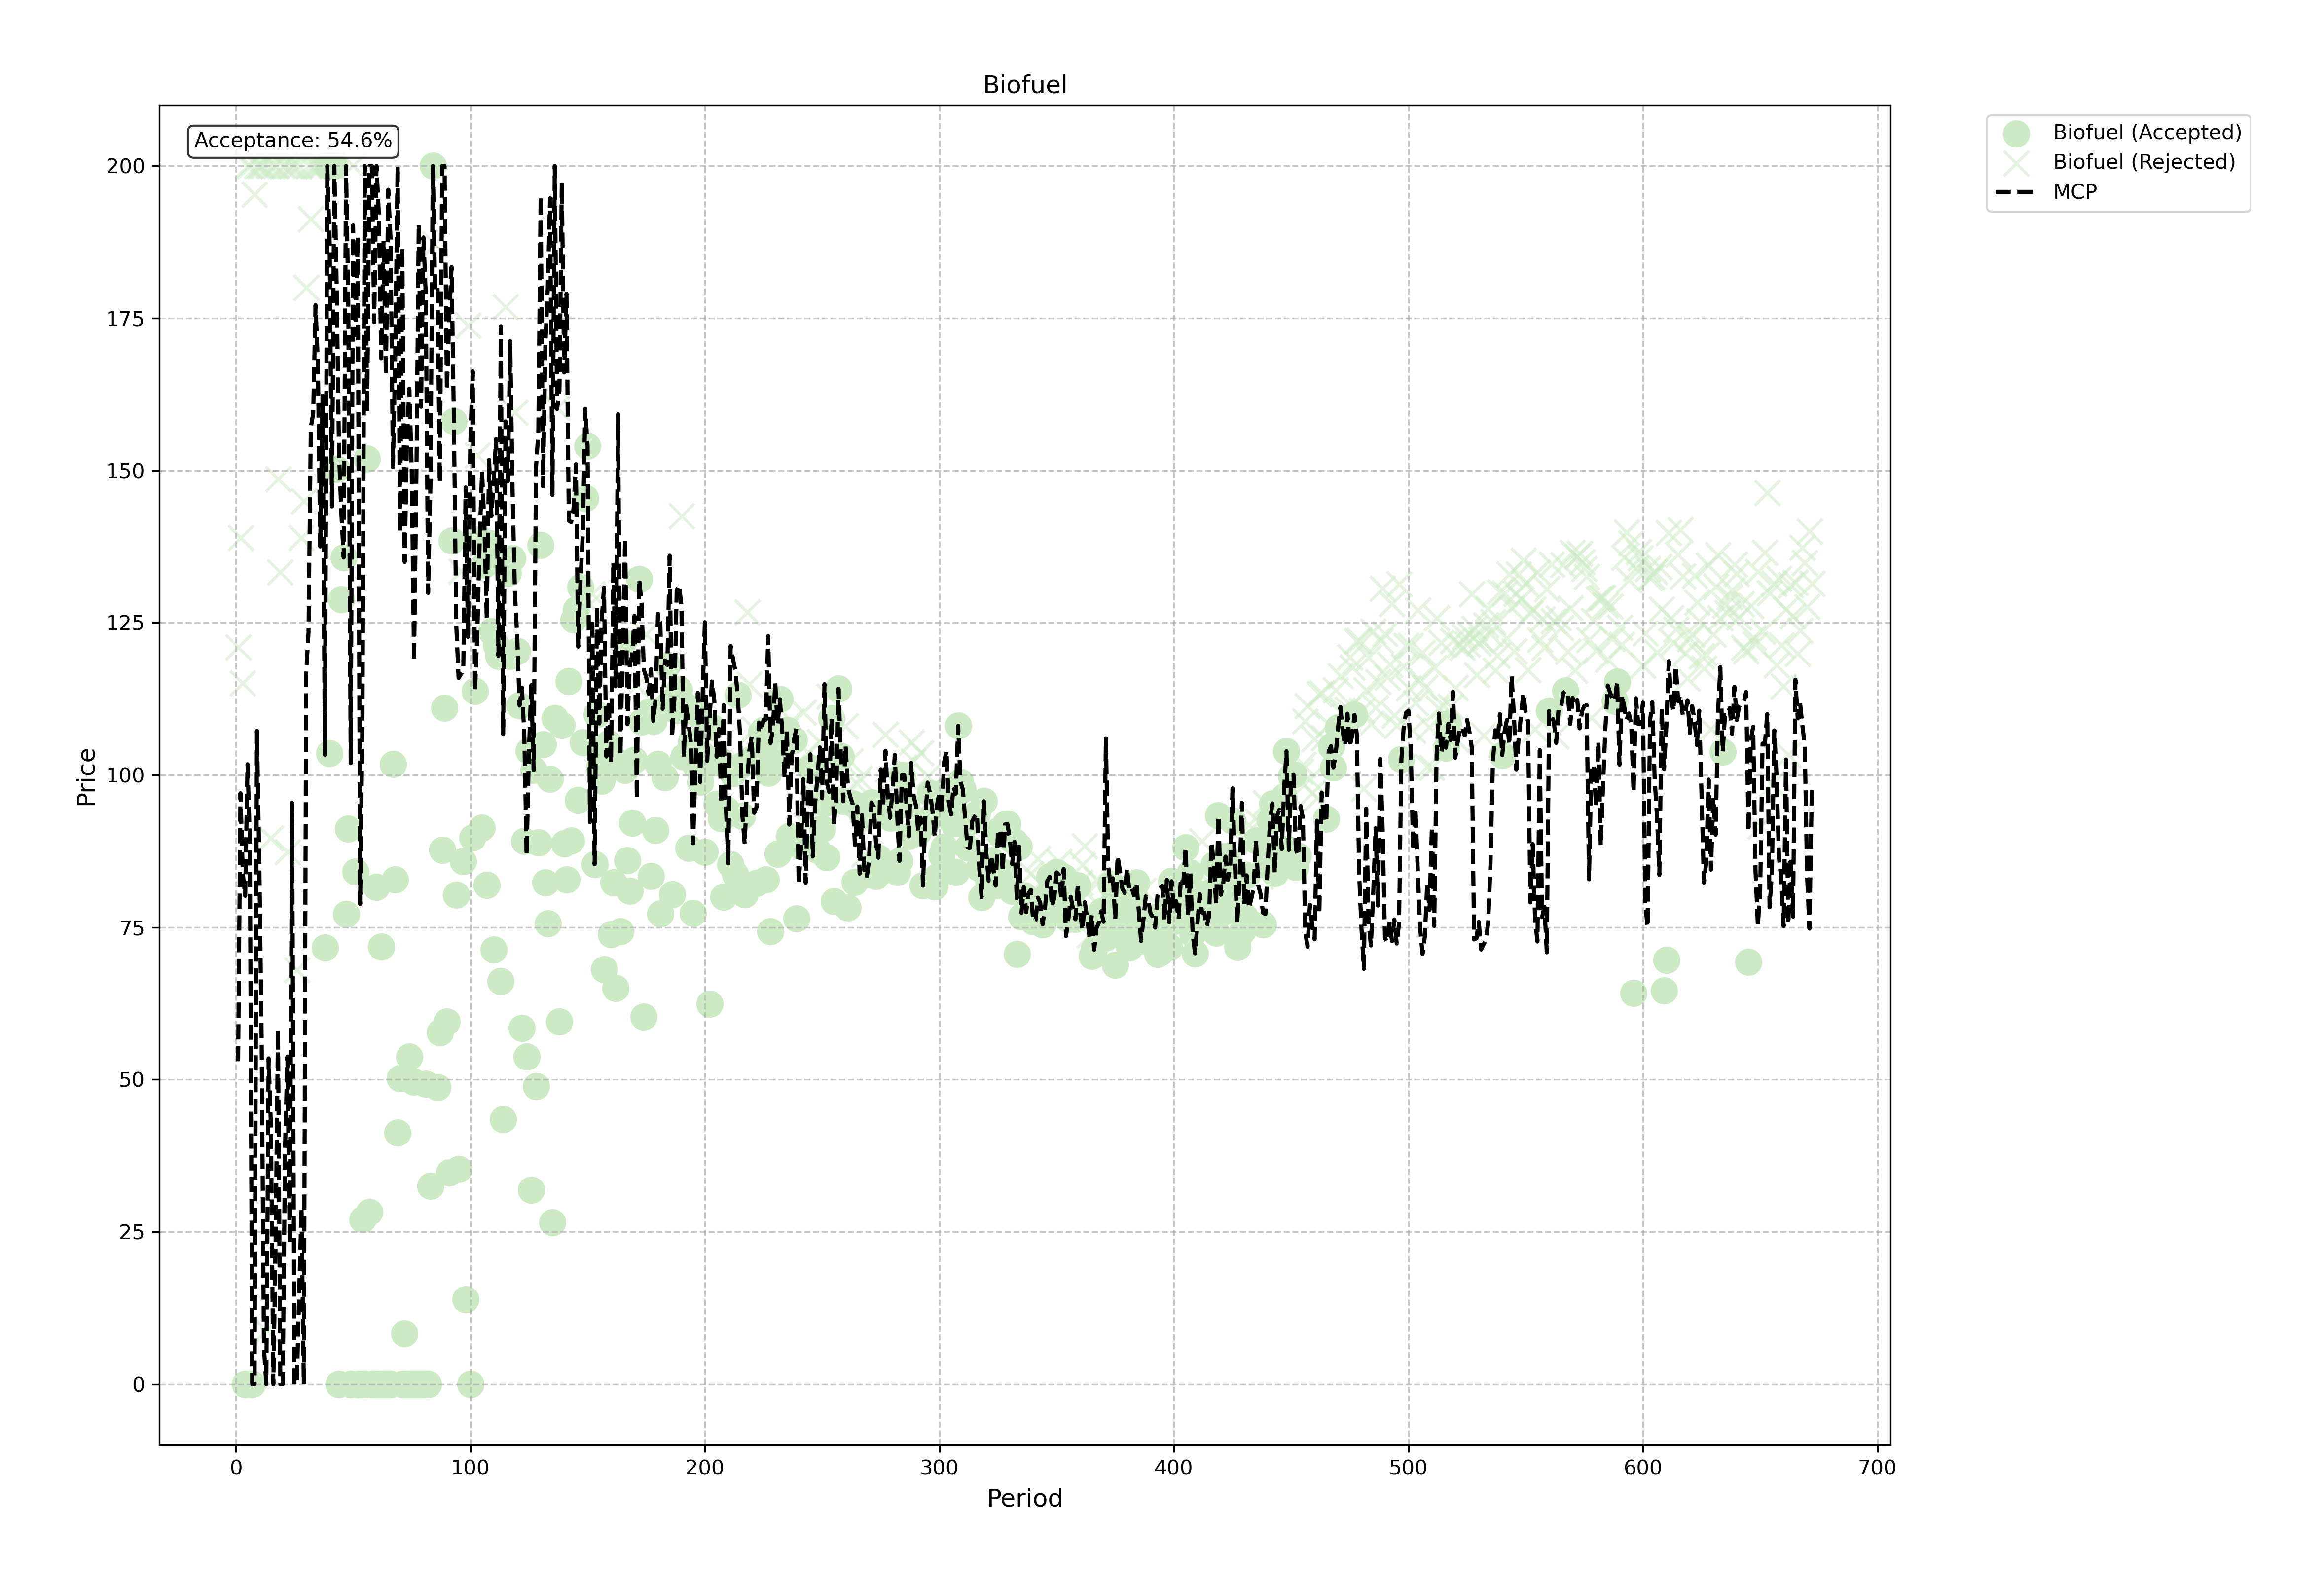 Biofuel
Acceptance: 54.6%
Biofuel (Accepted)
Biofuel (Rejected)
MCP
200
175
150
125
100
75
50
25
0
Price
0 100 200 300 400 500 600 700
Period